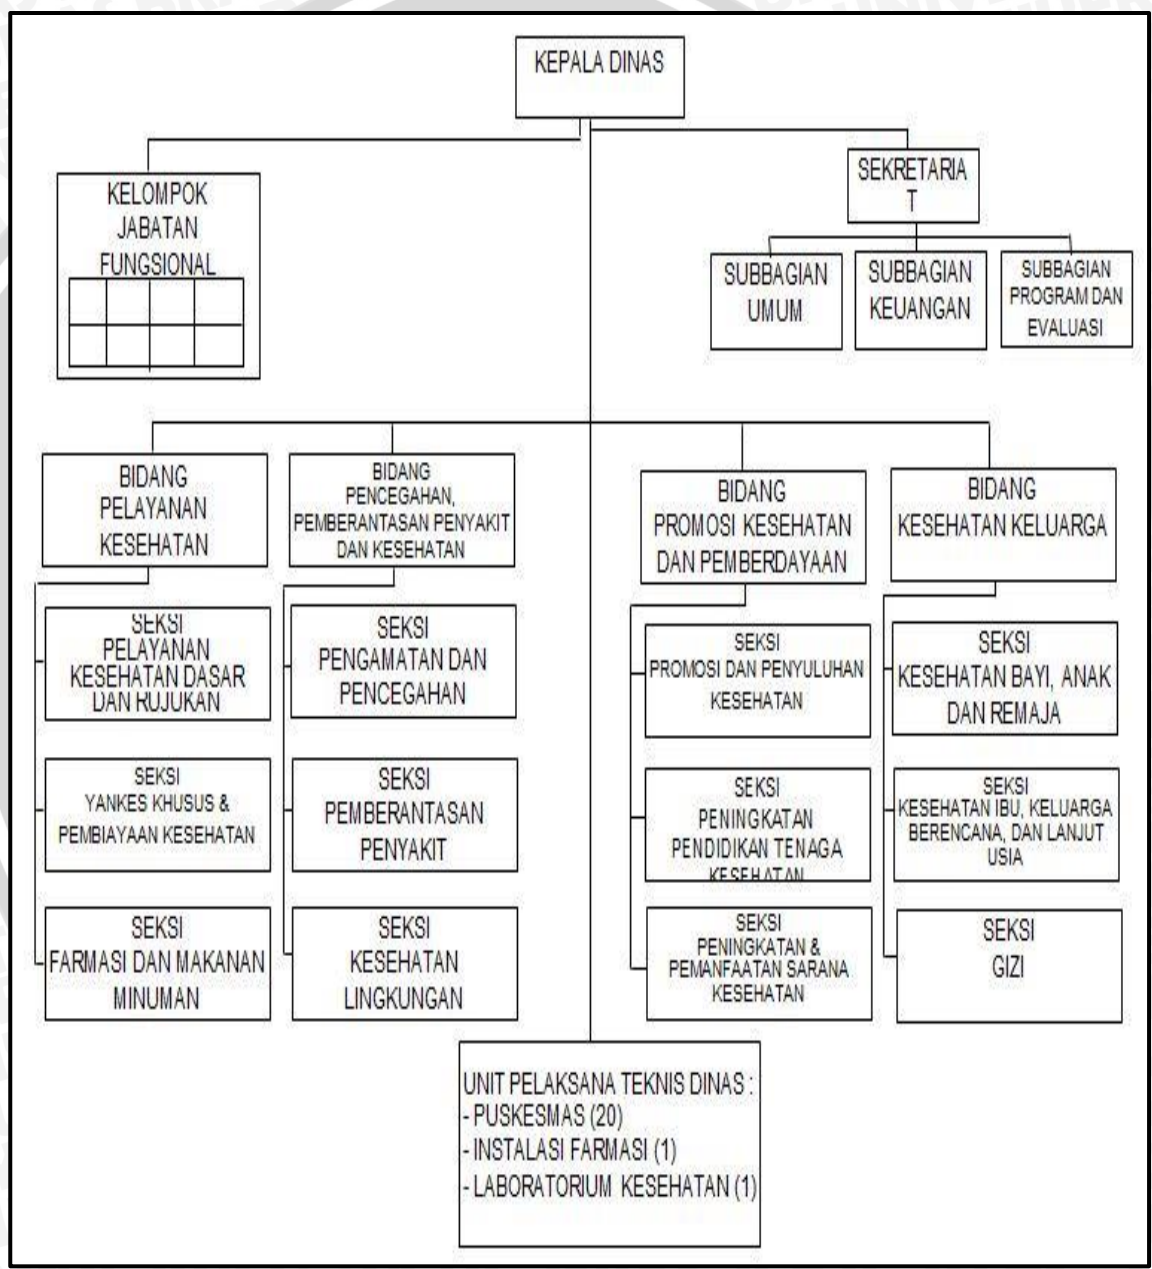 KEPALA DINAS
KELOMPOK
JABATAN
FUNGSIONAL
SEKRETARIA
T
SUBBAGIAN
UMUM
SUBBAGIAN
KEUANGAN
SUBBAGIAN
PROGRAM DAN
EVALUASI
BIDANG
PELAYANAN
KESEHATAN
BIDANG
PENCEGAHAN,
PEMBERANTASAN PENYAKIT
DAN KESEHATAN
BIDANG
PROMOSI KESEHATAN
DAN PEMBERDAYAAN
BIDANG
KESEHATAN KELUARGA
SEKSI
PELAYANAN
KESEHATAN DASAR
DAN RUJUKAN
SEKSI
PENGAMATAN DAN
PENCEGAHAN
SEKSI
PROMOSI DAN PENYULUHAN
KESEHATAN
SEKSI
KESEHATAN BAYI, ANAK
DAN REMAJA
SEKSI
YANKES KHUSUS &
PEMBIAYAAN KESEHATAN
SEKSI
PEMBERANTASAN
PENYAKIT
SEKSI
PENINGKATAN
PENDIDIKAN TENAGA
KESEHATAN
SEKSI
KESEHATAN IBU, KELUARGA
BERENCANA, DAN LANJUT
USIA
SEKSI
FARMASI DAN MAKANAN
MINUMAN
SEKSI
KESEHATAN
LINGKUNGAN
SEKSI
PENINGKATAN &
PEMANFAATAN SARANA
KESEHATAN
SEKSI
GIZI
UNIT PELAKSANA TEKNIS DINAS :
- PUSKESMAS (20)
- INSTALASI FARMASI (1)
- LABORATORIUM KESEHATAN (1)